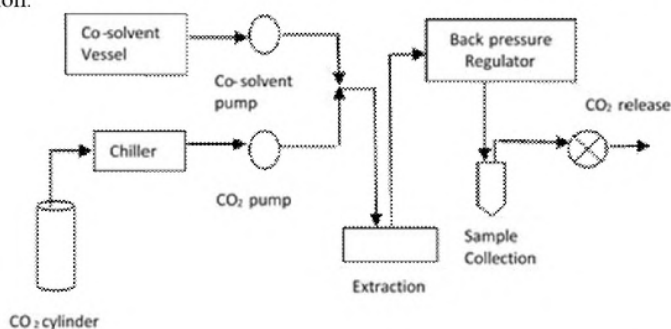 ion.
Co-solvent
Vessel
Co-solvent
pump
Back pressure
Regulator
CO₂ release
Chiller
CO₂ pump
Sample
Collection
Extraction
CO₂ cylinder